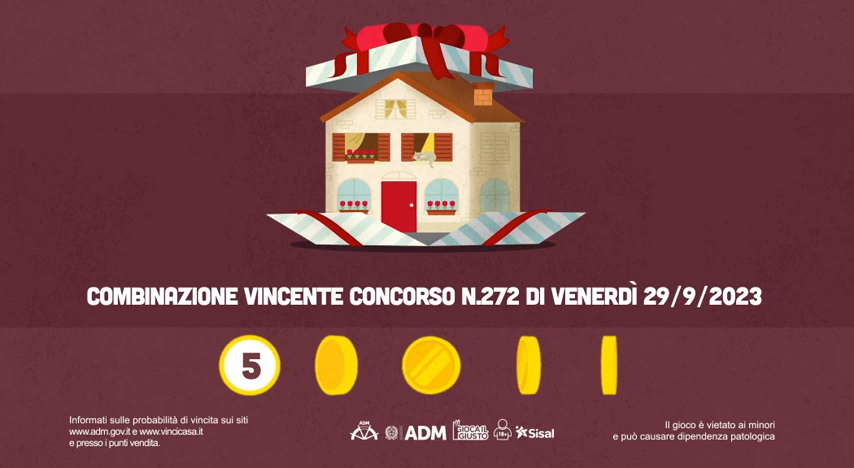 COMBINAZIONE VINCENTE CONCORSO N.272 DI VENERDÌ 29/9/2023
5
Informati sulle probabilità di vincita sui siti
www.adm.gov.it e www.vincicasa.it
e presso i punti vendita.
ADM
ADM
GIOCA IL
GIUSTO
18+
Sisal
Il gioco è vietato ai minori
e può causare dipendenza patologica